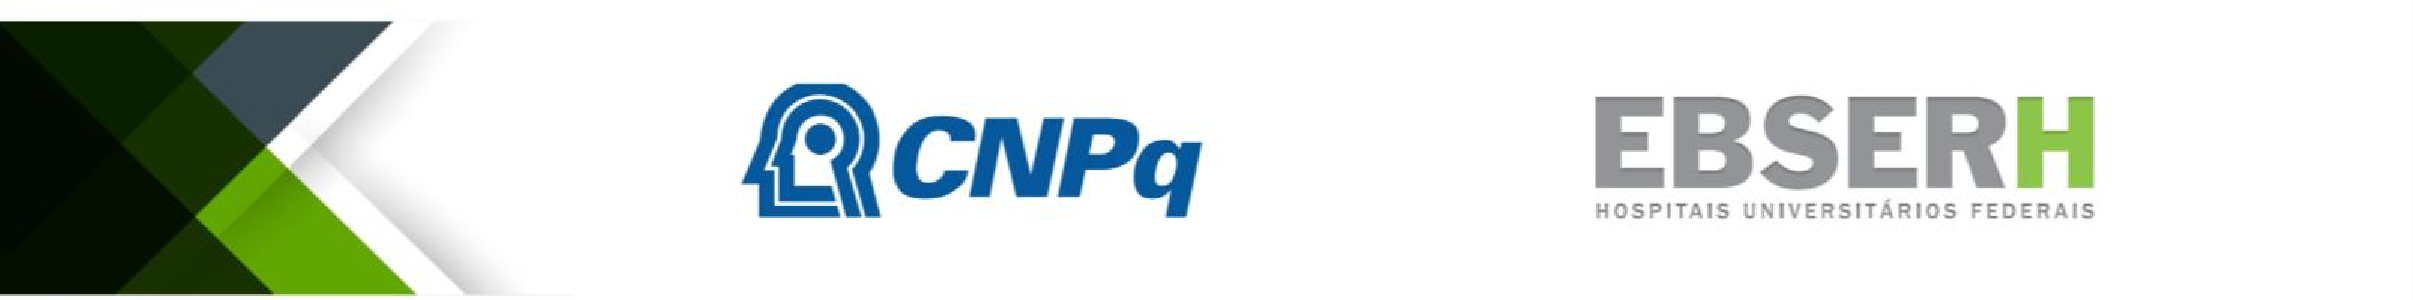 CNPq
EBSERH
HOSPITAIS UNIVERSITÁRIOS FEDERAIS